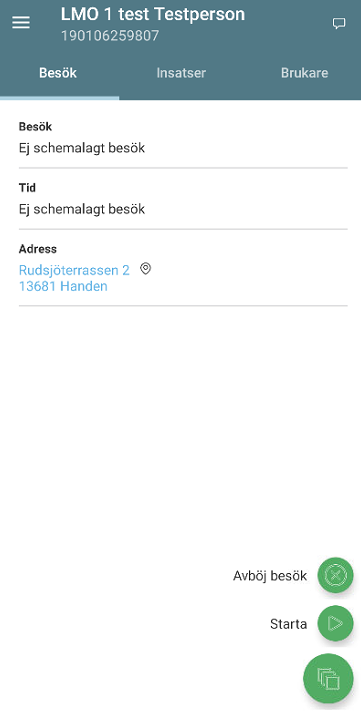 LMO 1 test Testperson
190106259807
Besök
Insatser
Brukare
Besök
Ej schemalagt besök
Tid
Ej schemalagt besök
Adress
Rudsjöterrassen 2
13681 Handen
Avböj besök
Starta